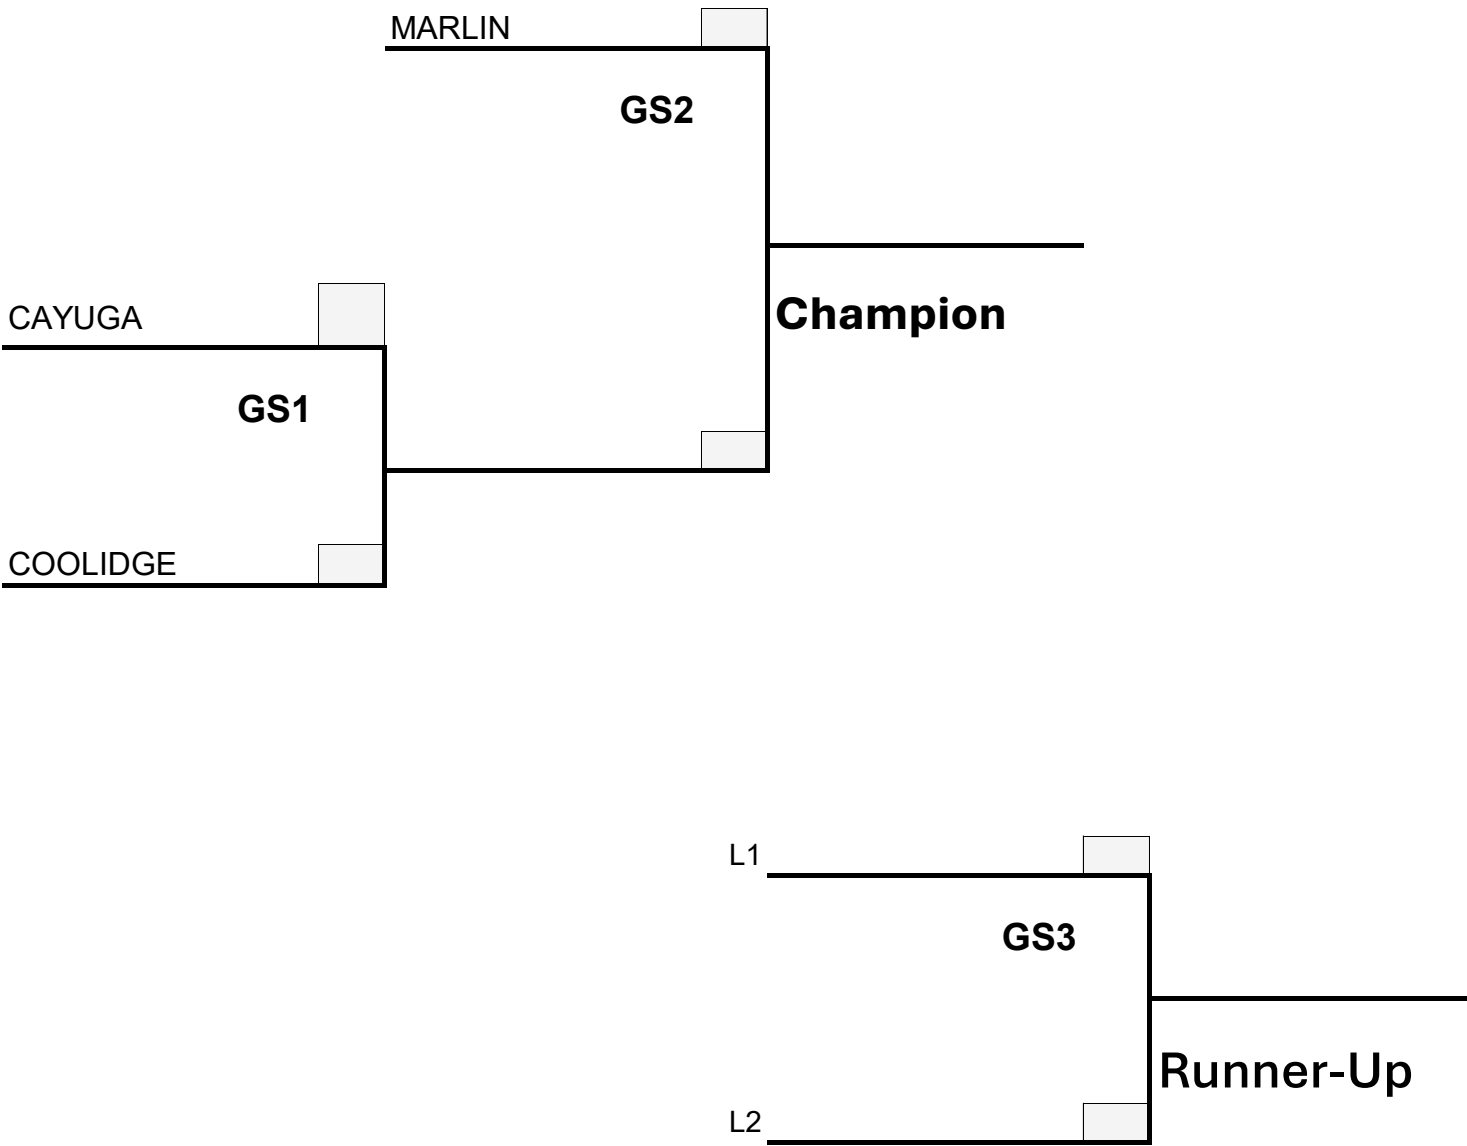 MARLIN
GS2
CAYUGA
Champion
GS1
COOLIDGE
L1
GS3
Runner-Up
L2